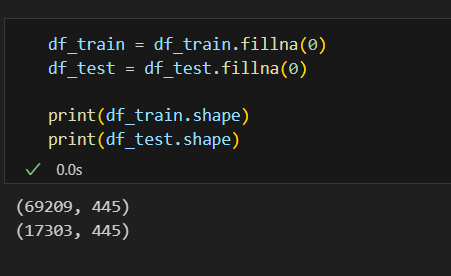 df_train = df_train.fillna(0)
df_test = df_test.fillna(0)
print(df_train.shape)
print(df_test.shape)
0.0s
(69209, 445)
(17303, 445)